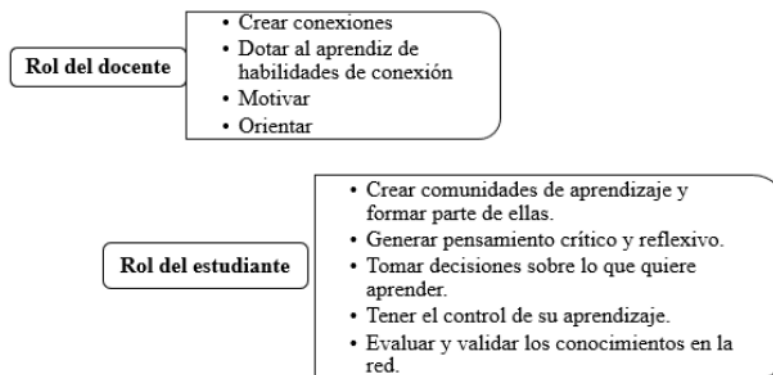 Rol del docente
• Crear conexiones
• Dotar al aprendiz de
habilidades de conexión
• Motivar
• Orientar
Rol del estudiante
• Crear comunidades de aprendizaje y
formar parte de ellas.
• Generar pensamiento crítico y reflexivo.
• Tomar decisiones sobre lo que quiere
aprender.
• Tener el control de su aprendizaje.
• Evaluar y validar los conocimientos en la
red.